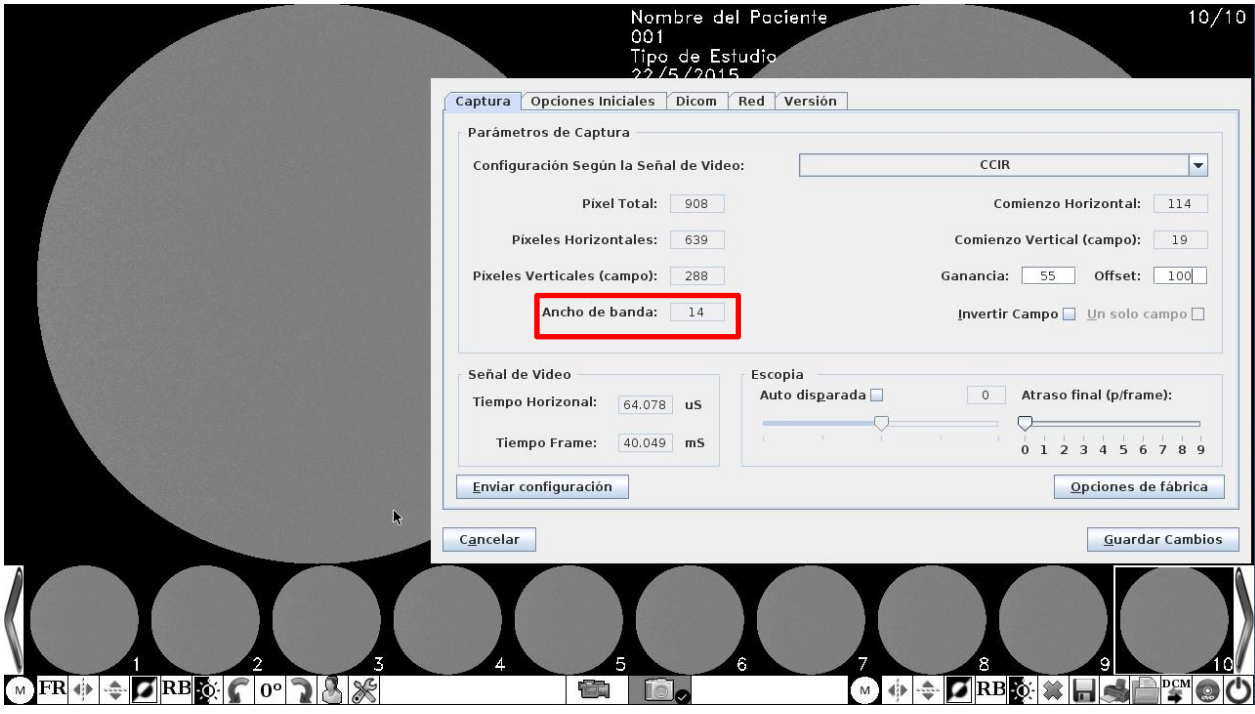 Nombre del Paciente
10/10
001
Tipo de Estudio
22/5/2015
Captura Opciones Iniciales Dicom Red Versión
Parámetros de Captura
Configuración Según la Señal de Video: CCIR
Píxel Total: 908 Comienzo Horizontal: 114
Píxeles Horizontales: 639 Comienzo Vertical (campo): 19
Píxeles Verticales (campo): 288 Ganancia: 55 Offset: 100
Ancho de banda: 14 Invertir Campo Un solo campo
Señal de Video Escopia
Tiempo Horizonal: 64.078 uS Auto disparada 0 Atraso final (p/frame):
Tiempo Frame: 40.049 mS 0 1 2 3 4 5 6 7 8 9
Enviar configuración Opciones de fábrica
Cancelar Guardar Cambios
1 2 3 4 5 6 7 8 9 10
M FR RB 0° M RB DCM